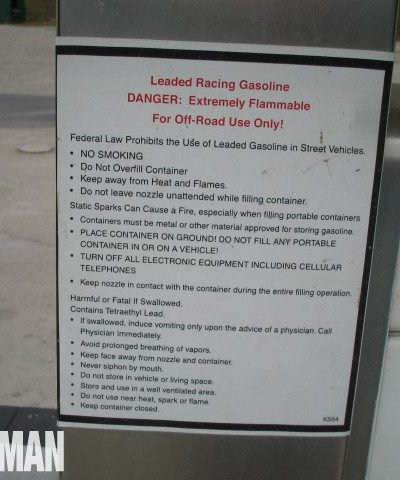 Leaded Racing Gasoline
DANGER: Extremely Flammable
For Off-Road Use Only!
Federal Law Prohibits the Use of Leaded Gasoline in Street Vehicles.
• NO SMOKING
• Do Not Overfill Container
• Keep away from Heat and Flames.
• Do not leave nozzle unattended while filling container.
Static Sparks Can Cause a Fire, especially when filling portable containers
• Containers must be metal or other material approved for storing gasoline.
• PLACE CONTAINER ON GROUND! DO NOT FILL ANY PORTABLE
CONTAINER IN OR ON A VEHICLE!
• TURN OFF ALL ELECTRONIC EQUIPMENT INCLUDING CELLULAR
TELEPHONES
• Keep nozzle in contact with the container during the entire filling operation.
Harmful or Fatal If Swallowed.
Contains Tetraethyl Lead.
• If swallowed, induce vomiting only upon the advice of a physician. Call
Physician Immediately.
• Avoid prolonged breathing of vapors.
• Keep face away from nozzle and container.
• Never siphon by mouth.
• Do not store in vehicle or living space.
• Store and use in a well ventilated area.
• Do not use near heat, spark or flame.
• Keep container closed.
K554
MAN